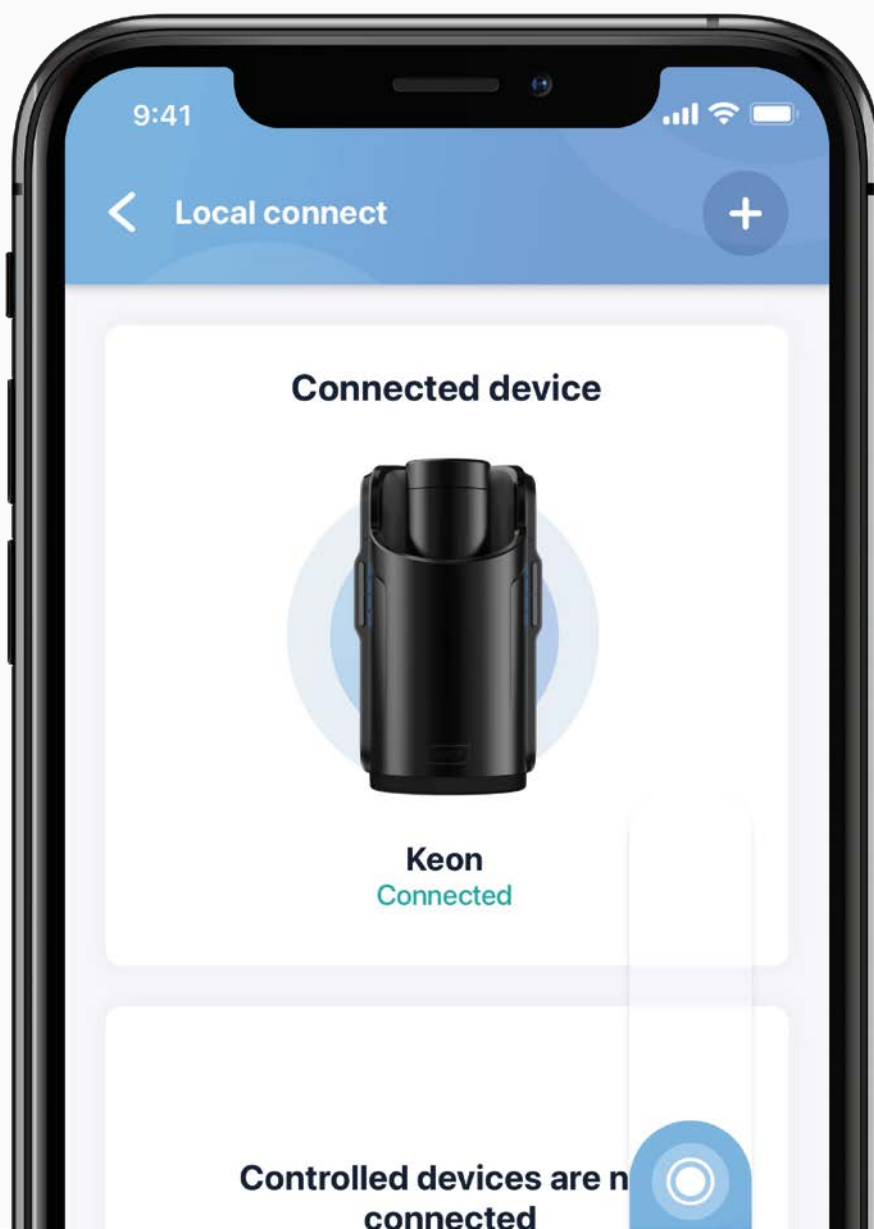 9:41
Local connect
Connected device
Keon
Connected
Controlled devices are n
connected